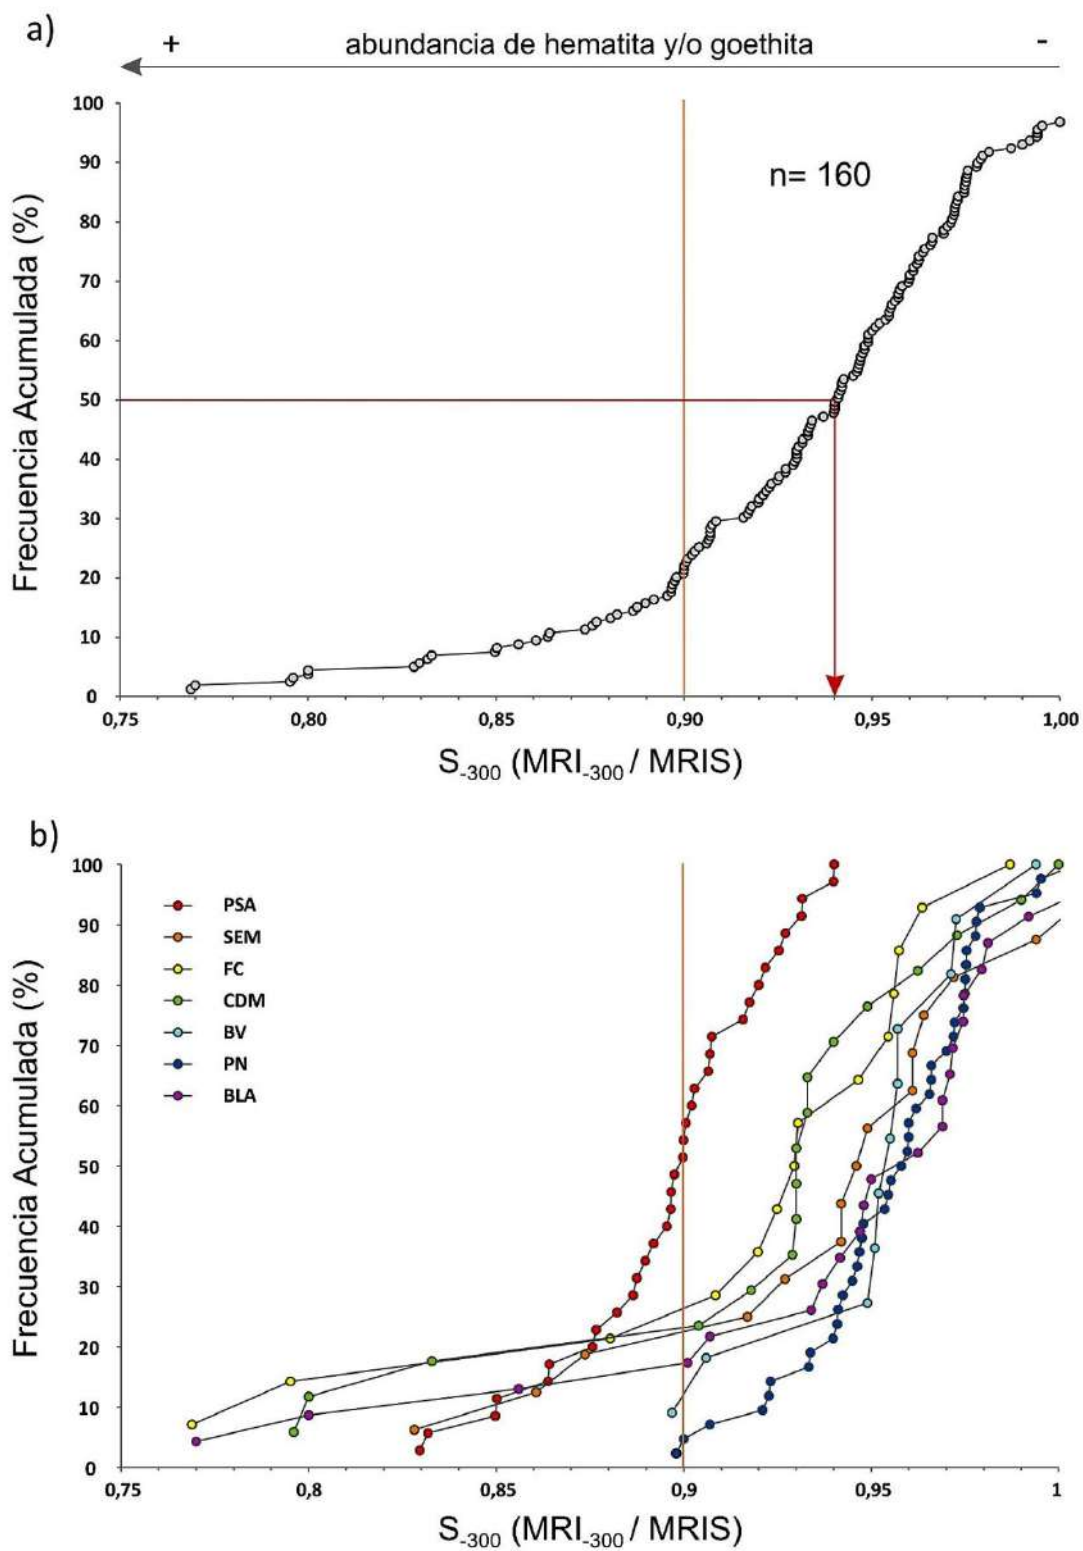 a)
+ abundancia de hematita y/o goethita -
100
90
80
70
60
50
40
30
20
10
0
n= 160
Frecuencia Acumulada (%)
0,75 0,80 0,85 0,90 0,95 1,00
S-300 (MRI-300 / MRIS)
b)
100
90
80
70
60
50
40
30
20
10
0
PSA
SEM
FC
CDM
BV
PN
BLA
Frecuencia Acumulada (%)
0,75 0,8 0,85 0,9 0,95 1
S-300 (MRI-300 / MRIS)